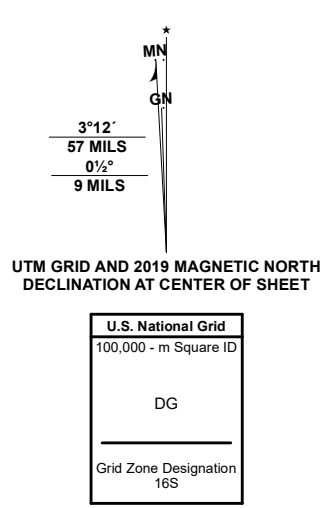 ★
MN
GN
3°12´
57 MILS
0½°
9 MILS
UTM GRID AND 2019 MAGNETIC NORTH
DECLINATION AT CENTER OF SHEET
U.S. National Grid
100,000 - m Square ID
DG
Grid Zone Designation
16S